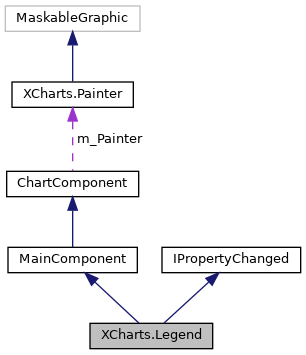 MaskableGraphic
XCharts.Painter
m_Painter
ChartComponent
MainComponent
IPropertyChanged
XCharts.Legend